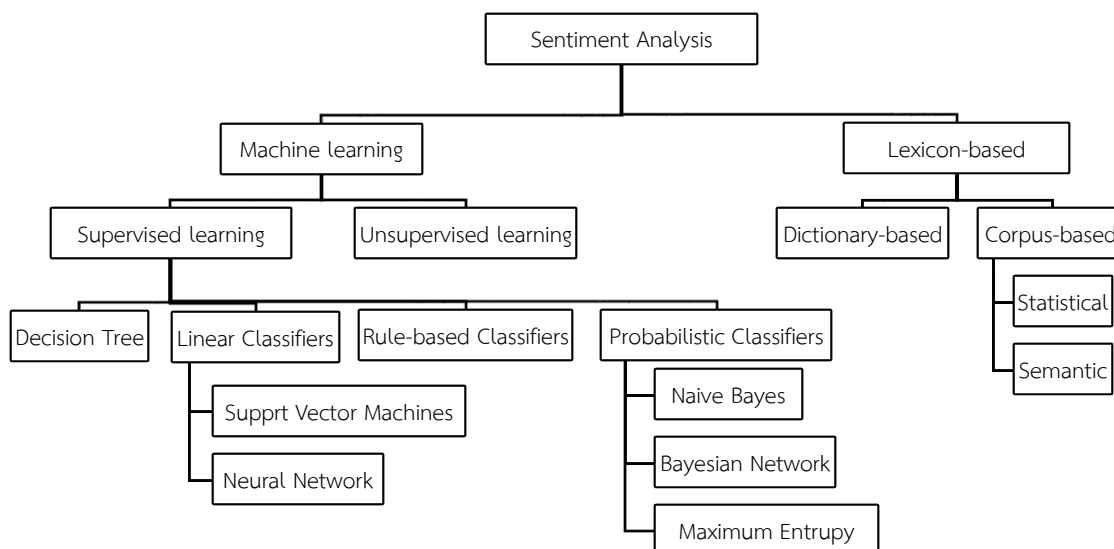 Sentiment Analysis
Machine learning
Lexicon-based
Supervised learning
Unsupervised learning
Dictionary-based
Corpus-based
Decision Tree
Linear Classifiers
Rule-based Classifiers
Probabilistic Classifiers
Statistical
Semantic
Supprt Vector Machines
Naive Bayes
Neural Network
Bayesian Network
Maximum Entrupy